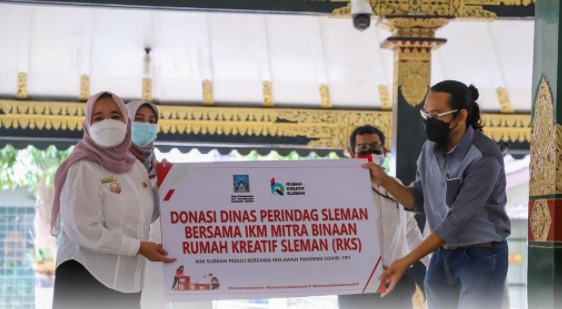 RUMAH
KREATIF
SLEMAN
DONASI DINAS PERINDAG SLEMAN
BERSAMA IKM MITRA BINAAN
RUMAH KREATIF SLEMAN (RKS)
IKM SLEMAN PEDULI BERSAMA MELAWAN PANDEMI COVID-19!!